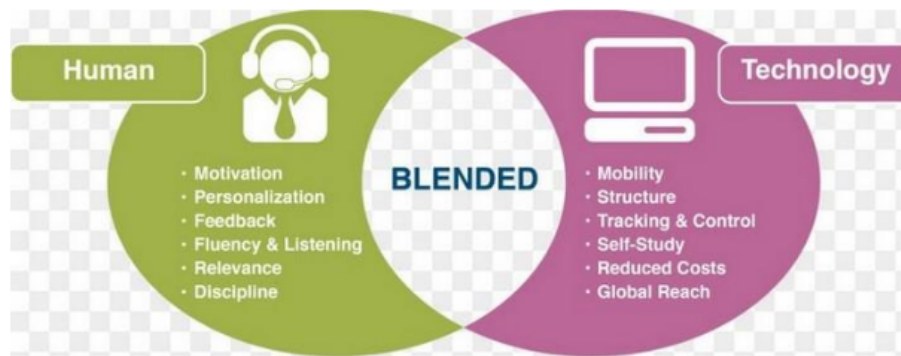 Human
• Motivation
• Personalization
• Feedback
• Fluency & Listening
• Relevance
• Discipline
BLENDED
Technology
• Mobility
• Structure
• Tracking & Control
• Self-Study
• Reduced Costs
• Global Reach